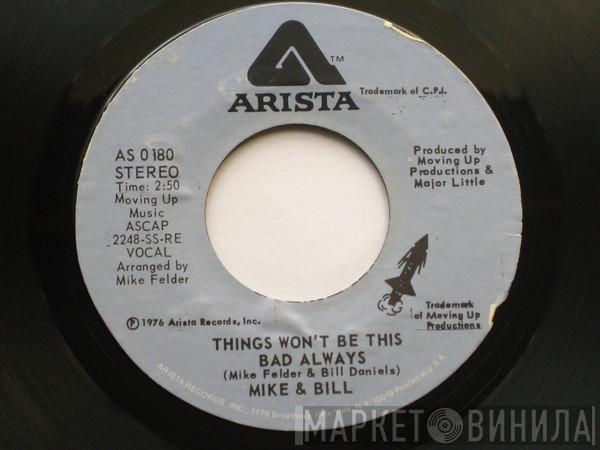 TM
ARISTA
Trademark of C.P.I.
AS 0180
STEREO
Time: 2:50
Moving Up
Music
ASCAP
2248-SS-RE
VOCAL
Arranged by
Mike Felder
Produced by
Moving Up
Productions &
Major Little
Trademark
of Moving Up
Productions
Ⓟ 1976 Arista Records, Inc.
THINGS WON'T BE THIS
BAD ALWAYS
(Mike Felder & Bill Daniels)
MIKE & BILL
ARISTA RECORDS, INC., 1776 Broadway, 10019 Printed in U.S.A.
МАРКЕТ ВИНИЛА